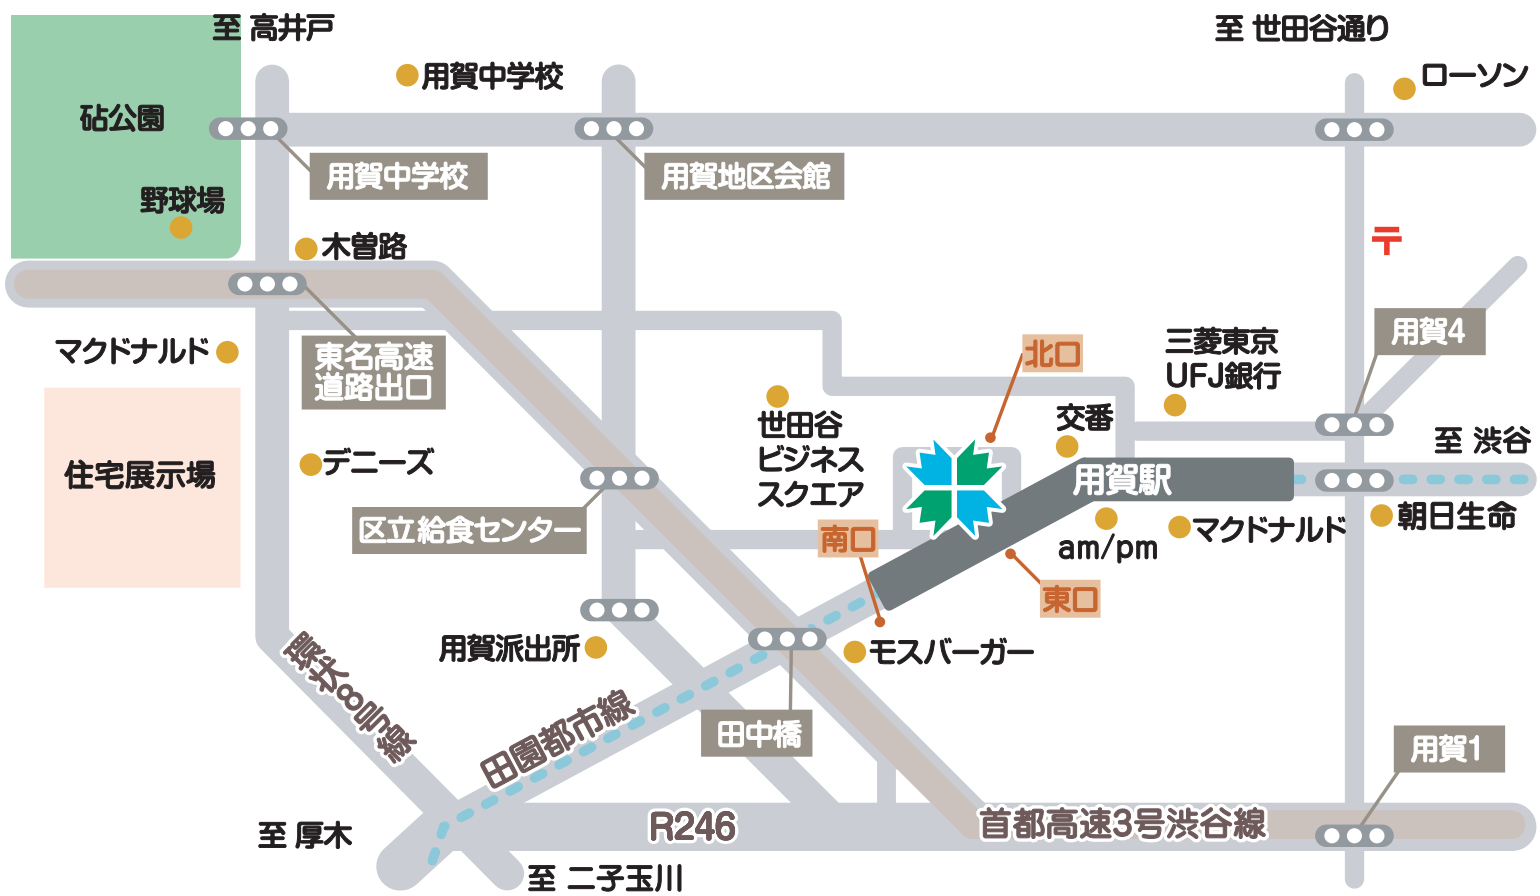 至 高井戸
至 世田谷通り
用賀中学校
ローソン
砧公園
用賀中学校
用賀地区会館
野球場
木曽路
〒
用賀4
マクドナルド
東名高速
道路出口
北口
三菱東京
UFJ銀行
世田谷
ビジネス
スクエア
交番
至 渋谷
住宅展示場
デニーズ
用賀駅
区立給食センター
南口
am/pm
マクドナルド
朝日生命
東口
用賀派出所
モスバーガー
環状8号線
田園都市線
田中橋
用賀1
至 厚木
R246
首都高速3号渋谷線
至 二子玉川